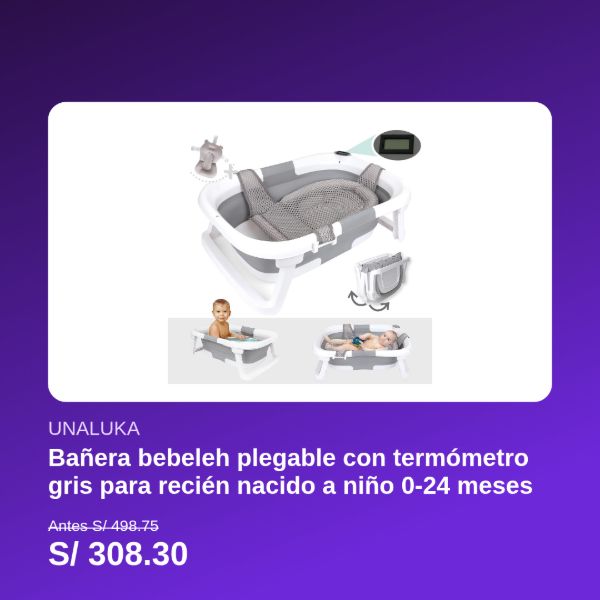 UNALUKA
Bañera bebeleh plegable con termómetro
gris para recién nacido a niño 0-24 meses
Antes S/ 498.75
S/ 308.30